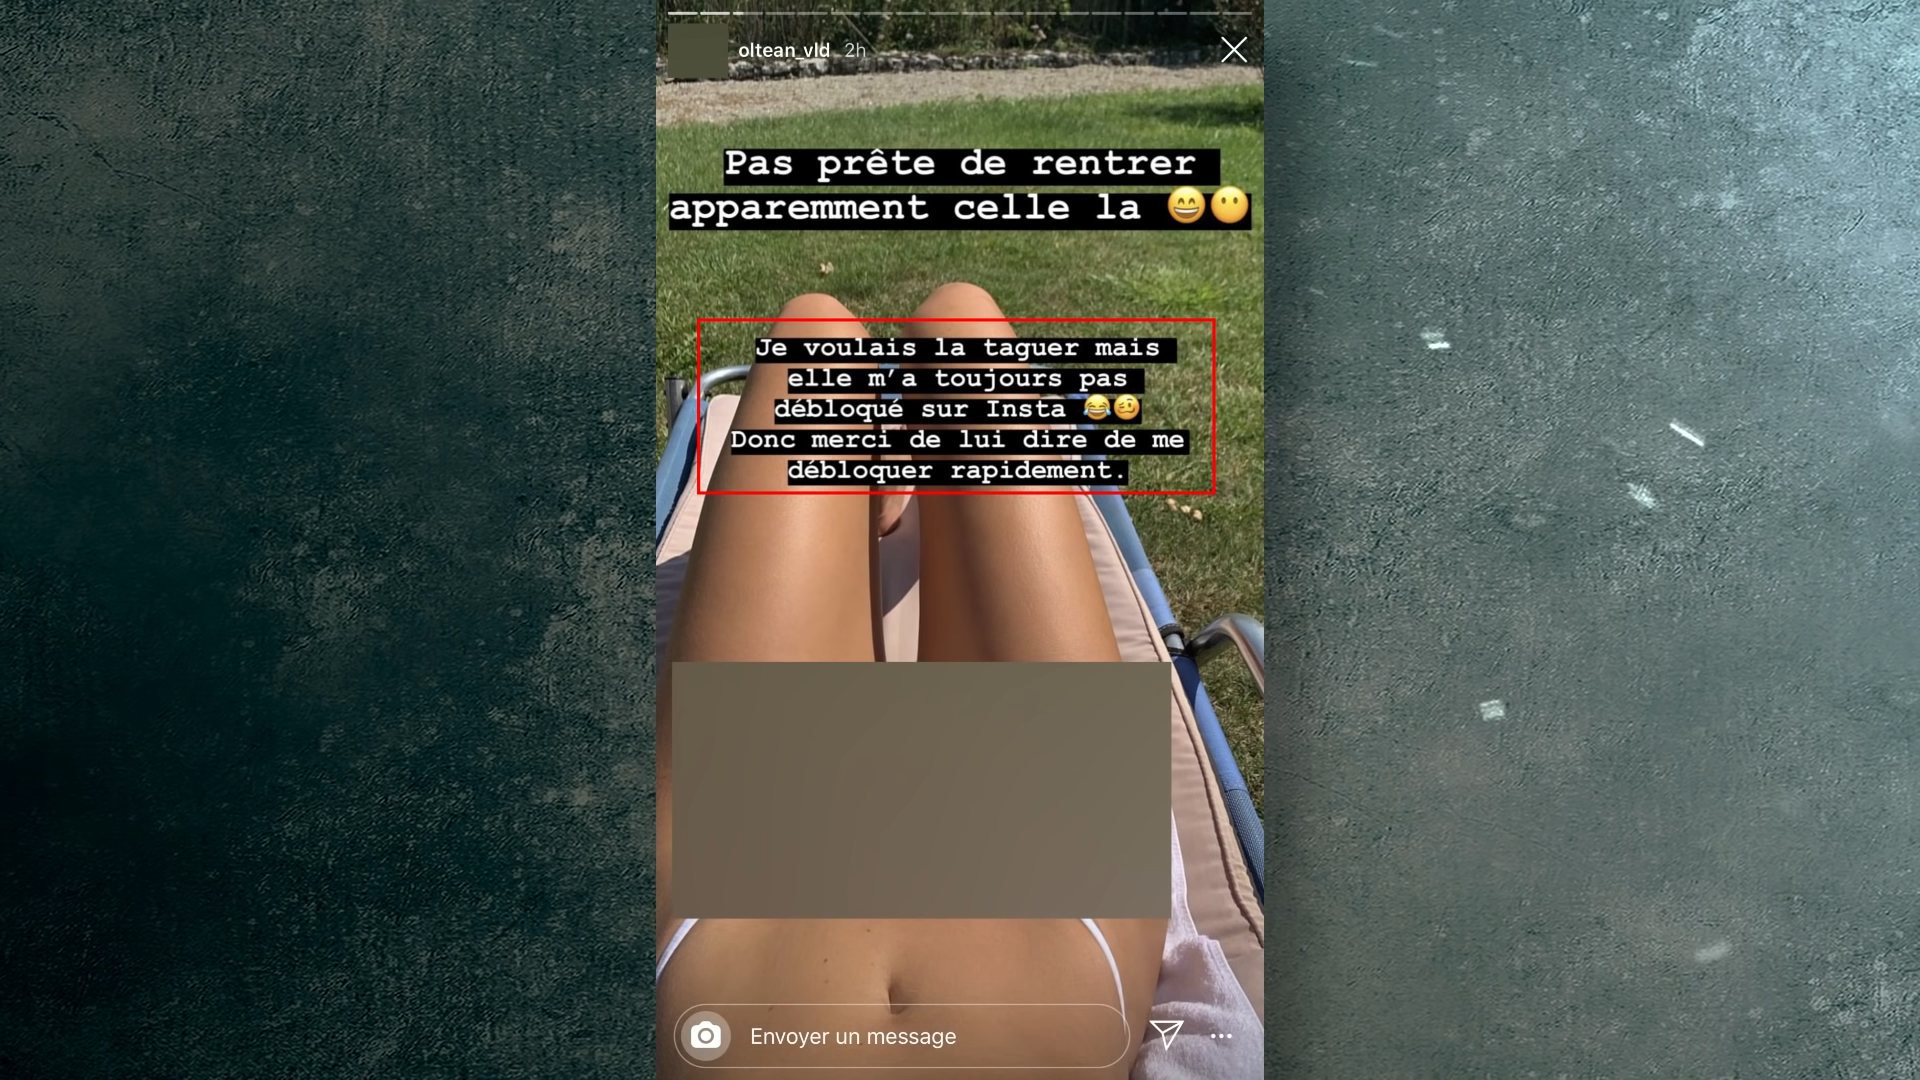 oltean_vld 2h
Pas prête de rentrer
apparemment celle la 😄😶
Je voulais la taguer mais
elle m’a toujours pas
débloqué sur Insta 😂🥴
Donc merci de lui dire de me
débloquer rapidement.
Envoyer un message